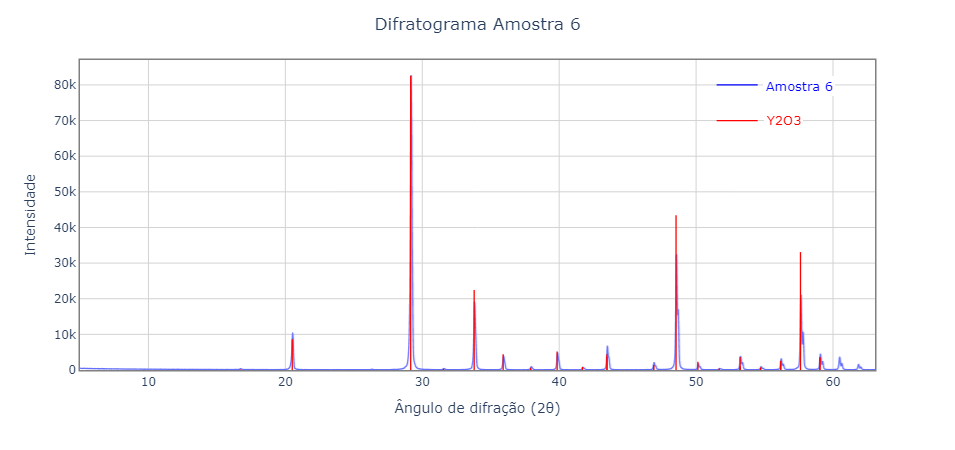 Difratograma Amostra 6
Amostra 6
Y2O3
80k
70k
60k
50k
40k
30k
20k
10k
0
Intensidade
10 20 30 40 50 60
Ângulo de difração (2θ)